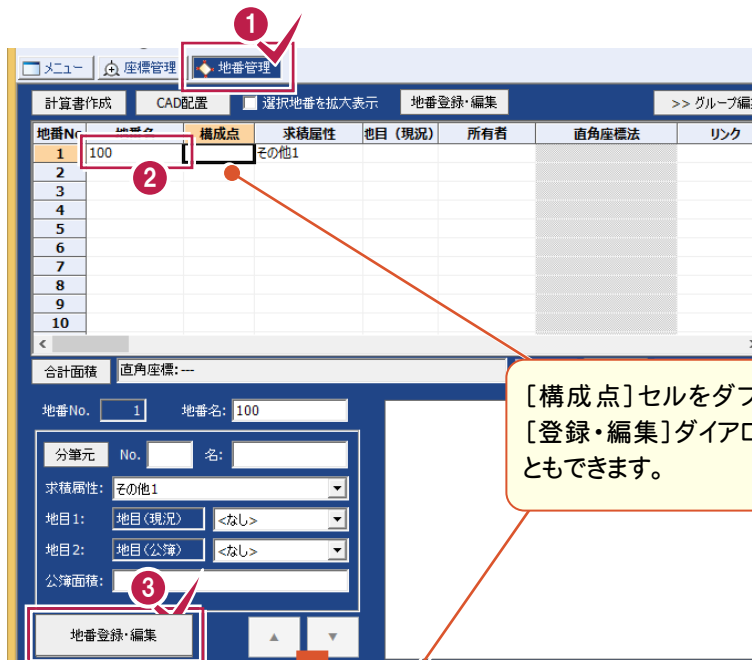 1
メニュー 座標管理 地番管理
計算書作成 CAD配置 選択地番を拡大表示 地番登録・編集 >> グループ編集
地番No 地番名 構成点 求積属性 地目（現況） 所有者 直角座標法 リンク
1 100 その他1
2
2
3
4
5
6
7
8
9
10
合計面積 直角座標:---
[構成点]セルをダブ
[登録・編集]ダイアロ
ともできます。
地番No. 1 地番名: 100
分筆元 No. 名:
求積属性: その他1
地目1: 地目(現況) <なし>
地目2: 地目(公簿) <なし>
公簿面積:
3
地番登録・編集 ▲ ▼